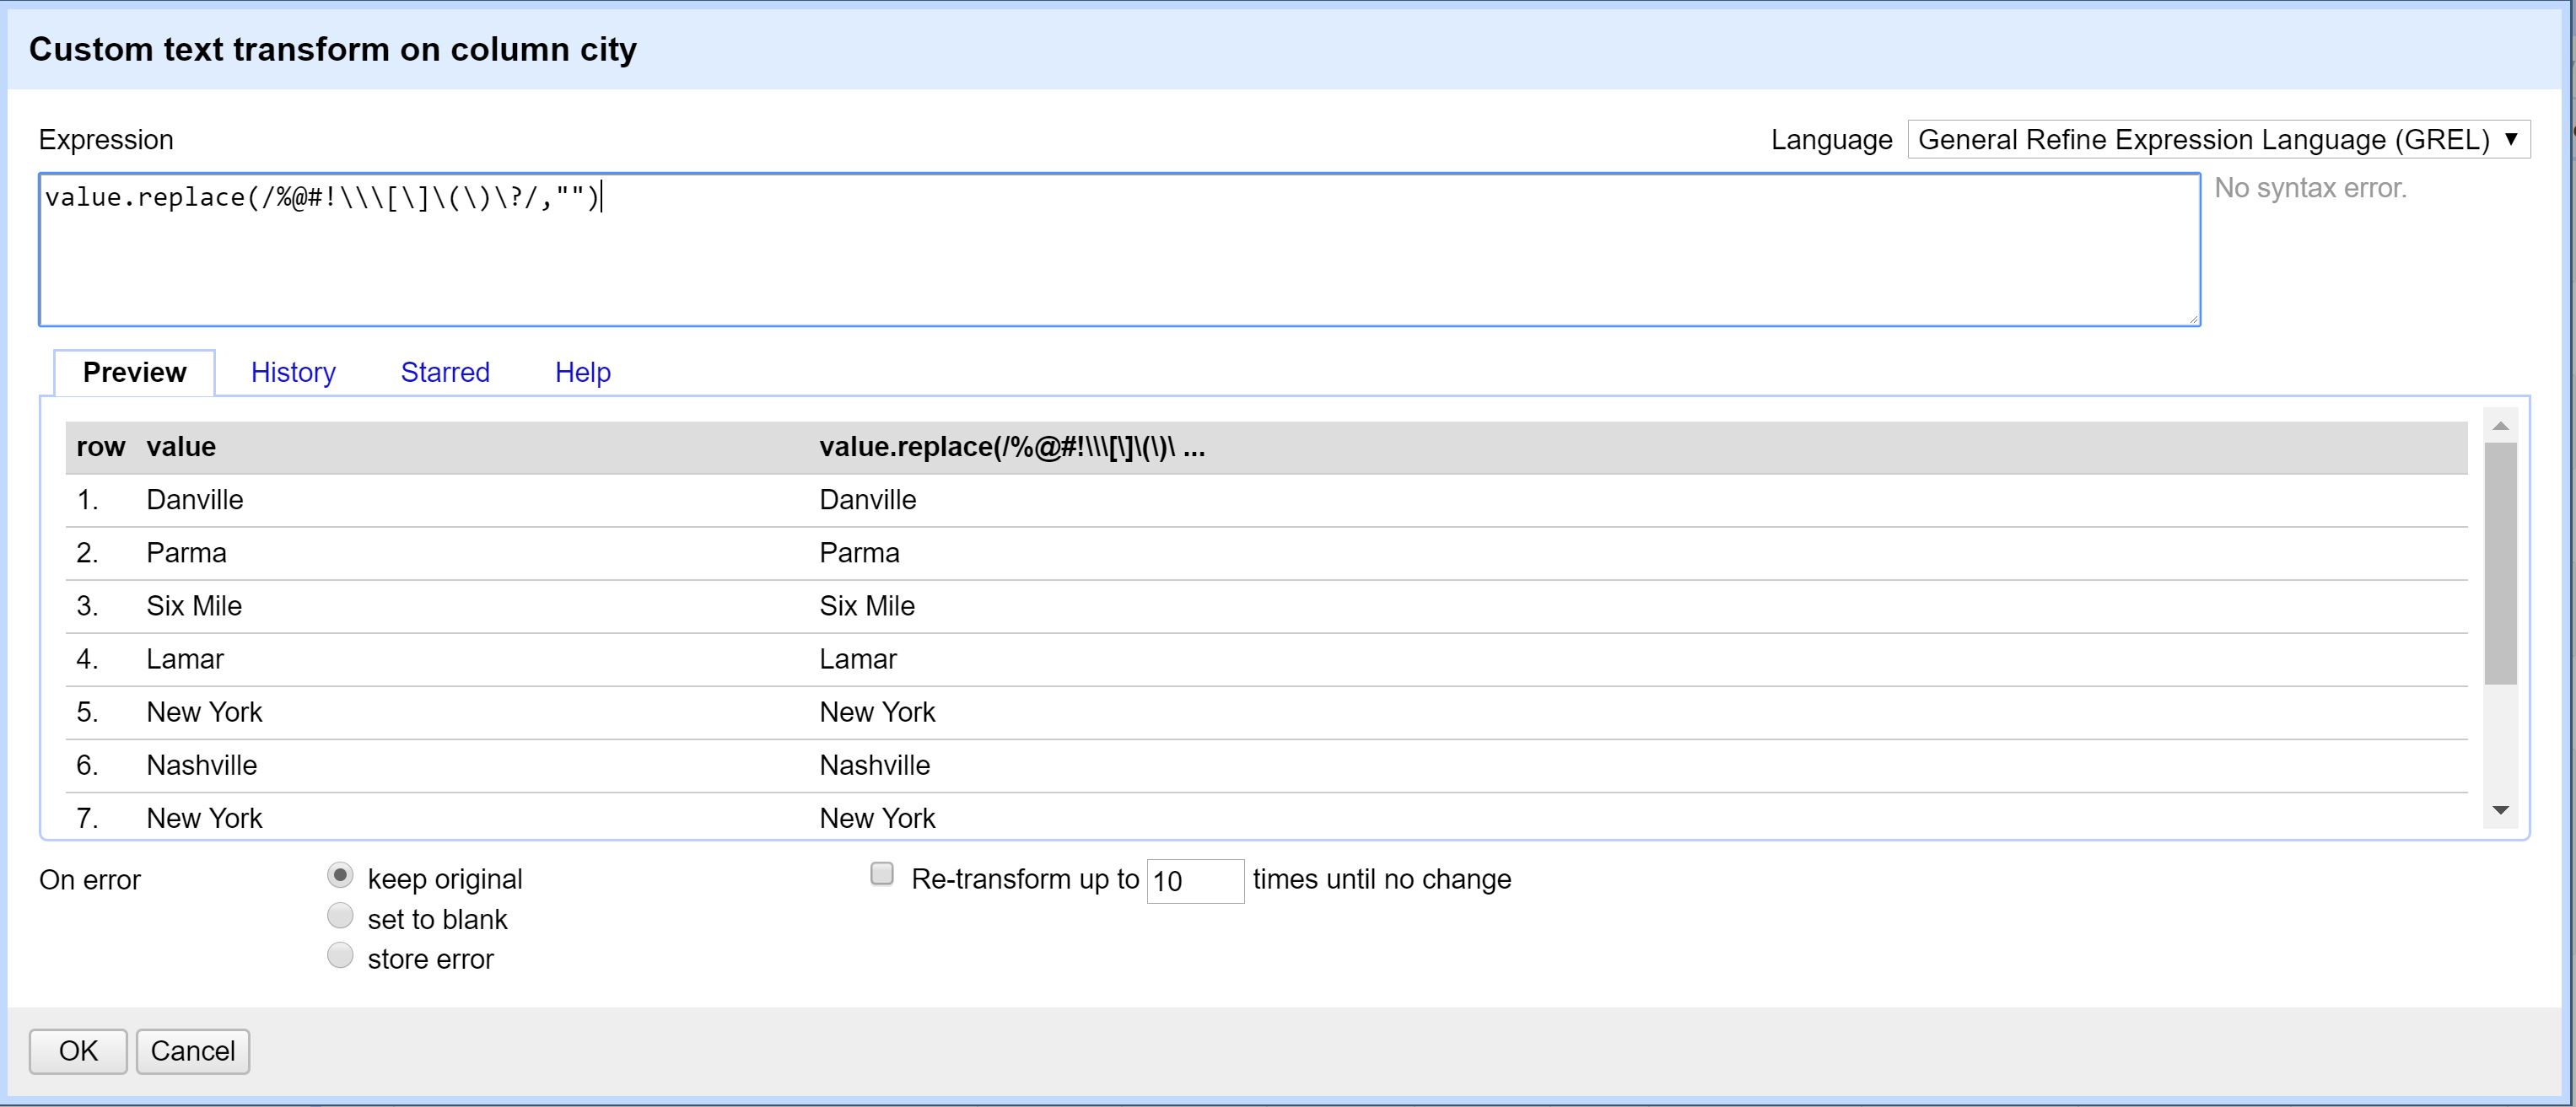 Custom text transform on column city
Expression
Language General Refine Expression Language (GREL) ▼
value.replace(/%@#!\\\[\]\(\)\?/,"")
No syntax error.
Preview History Starred Help
row value value.replace(/%@#!\\\[\]\(\)\ ...
1. Danville Danville
2. Parma Parma
3. Six Mile Six Mile
4. Lamar Lamar
5. New York New York
6. Nashville Nashville
7. New York New York
On error keep original Re-transform up to 10 times until no change
set to blank
store error
OK Cancel